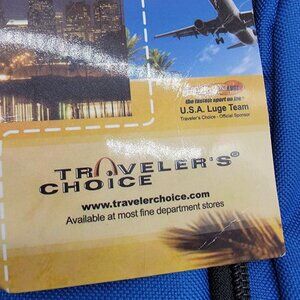 the fastest sport on ice
U.S.A. Luge Team
Traveler's Choice - Official Sponsor
TRAVELER'S®
CHOICE
www.travelerchoice.com
Available at most fine department stores